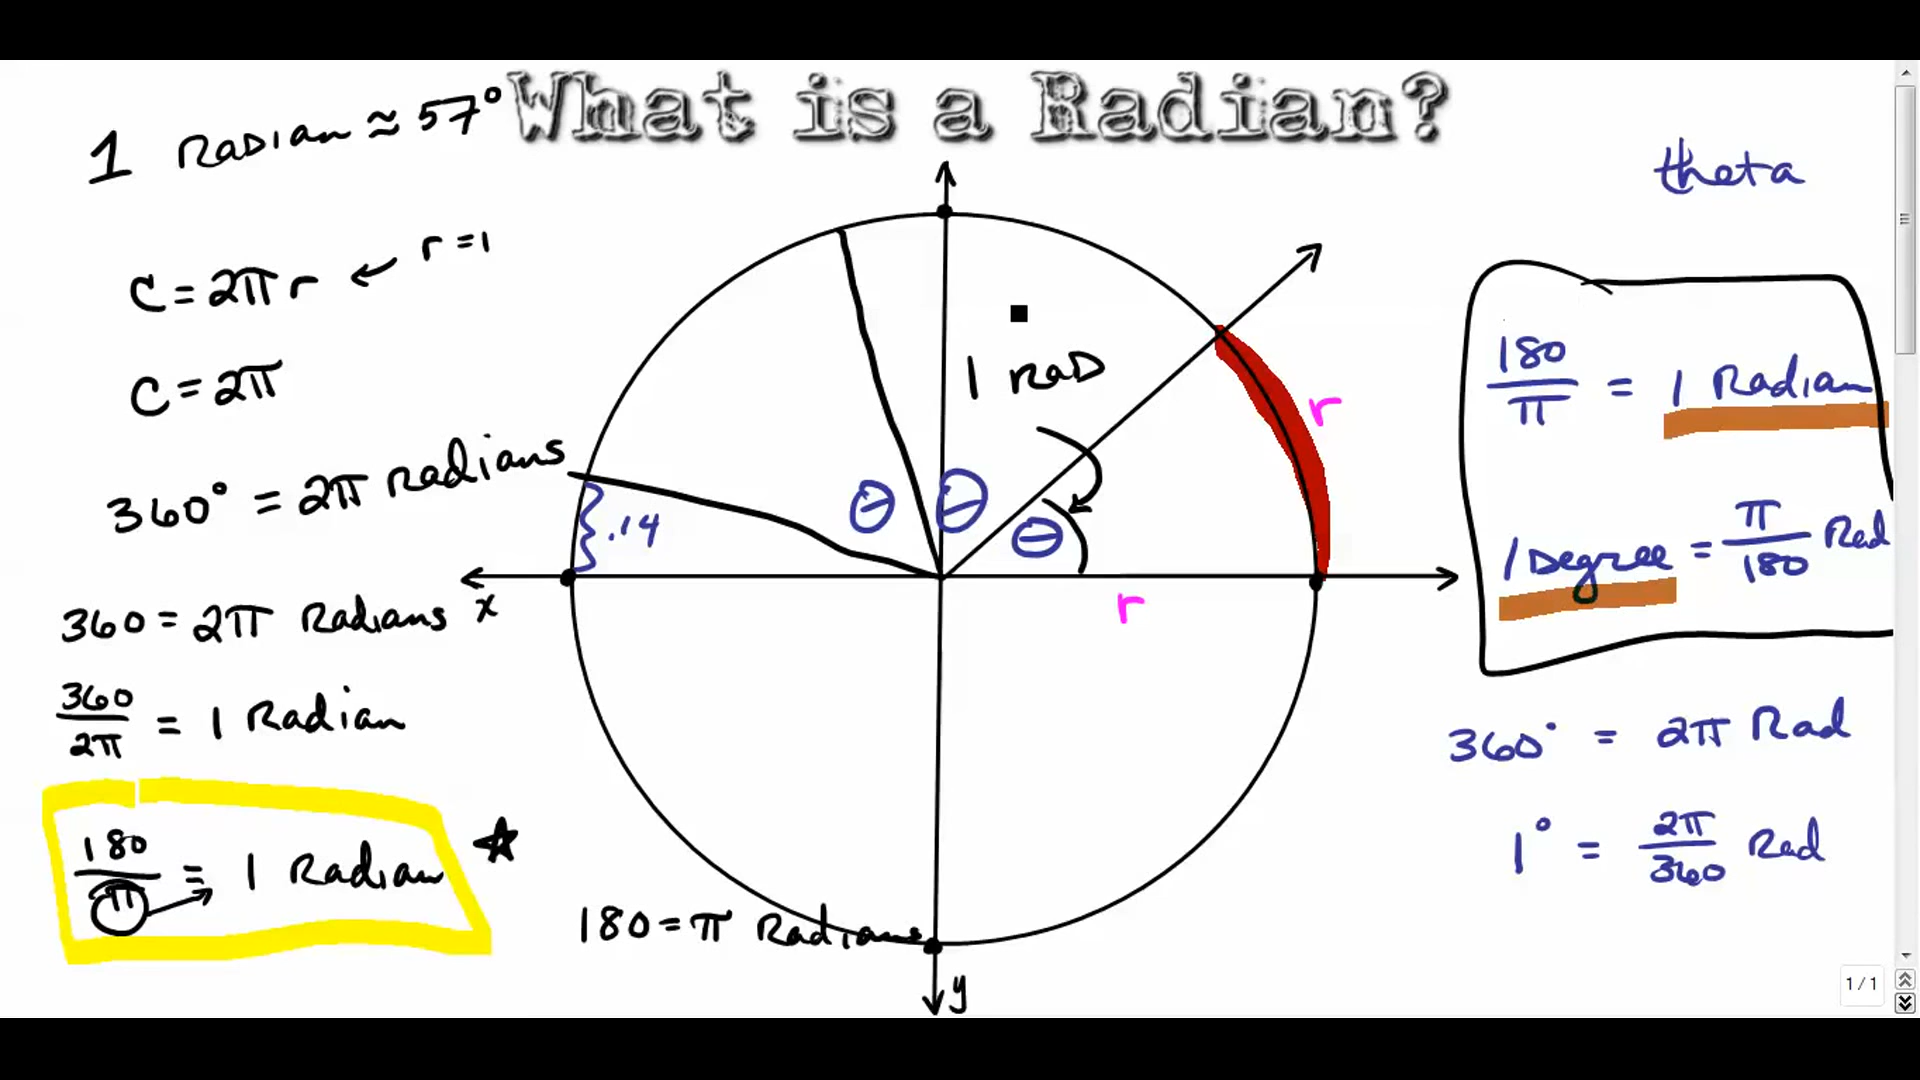 What is a Radian?
1 Radian ≈ 57°
C = 2πr
r = 1
C = 2π
360° = 2π Radians
360 = 2π Radians
360/2π = 1 Radian
180/π = 1 Radian
180 = π Radians
1 rad
θ
θ
θ
.14
r
r
x
y
theta
180/π = 1 Radian
1 Degree = π/180 Rad
360° = 2π Rad
1° = 2π/360 Rad
1 / 1